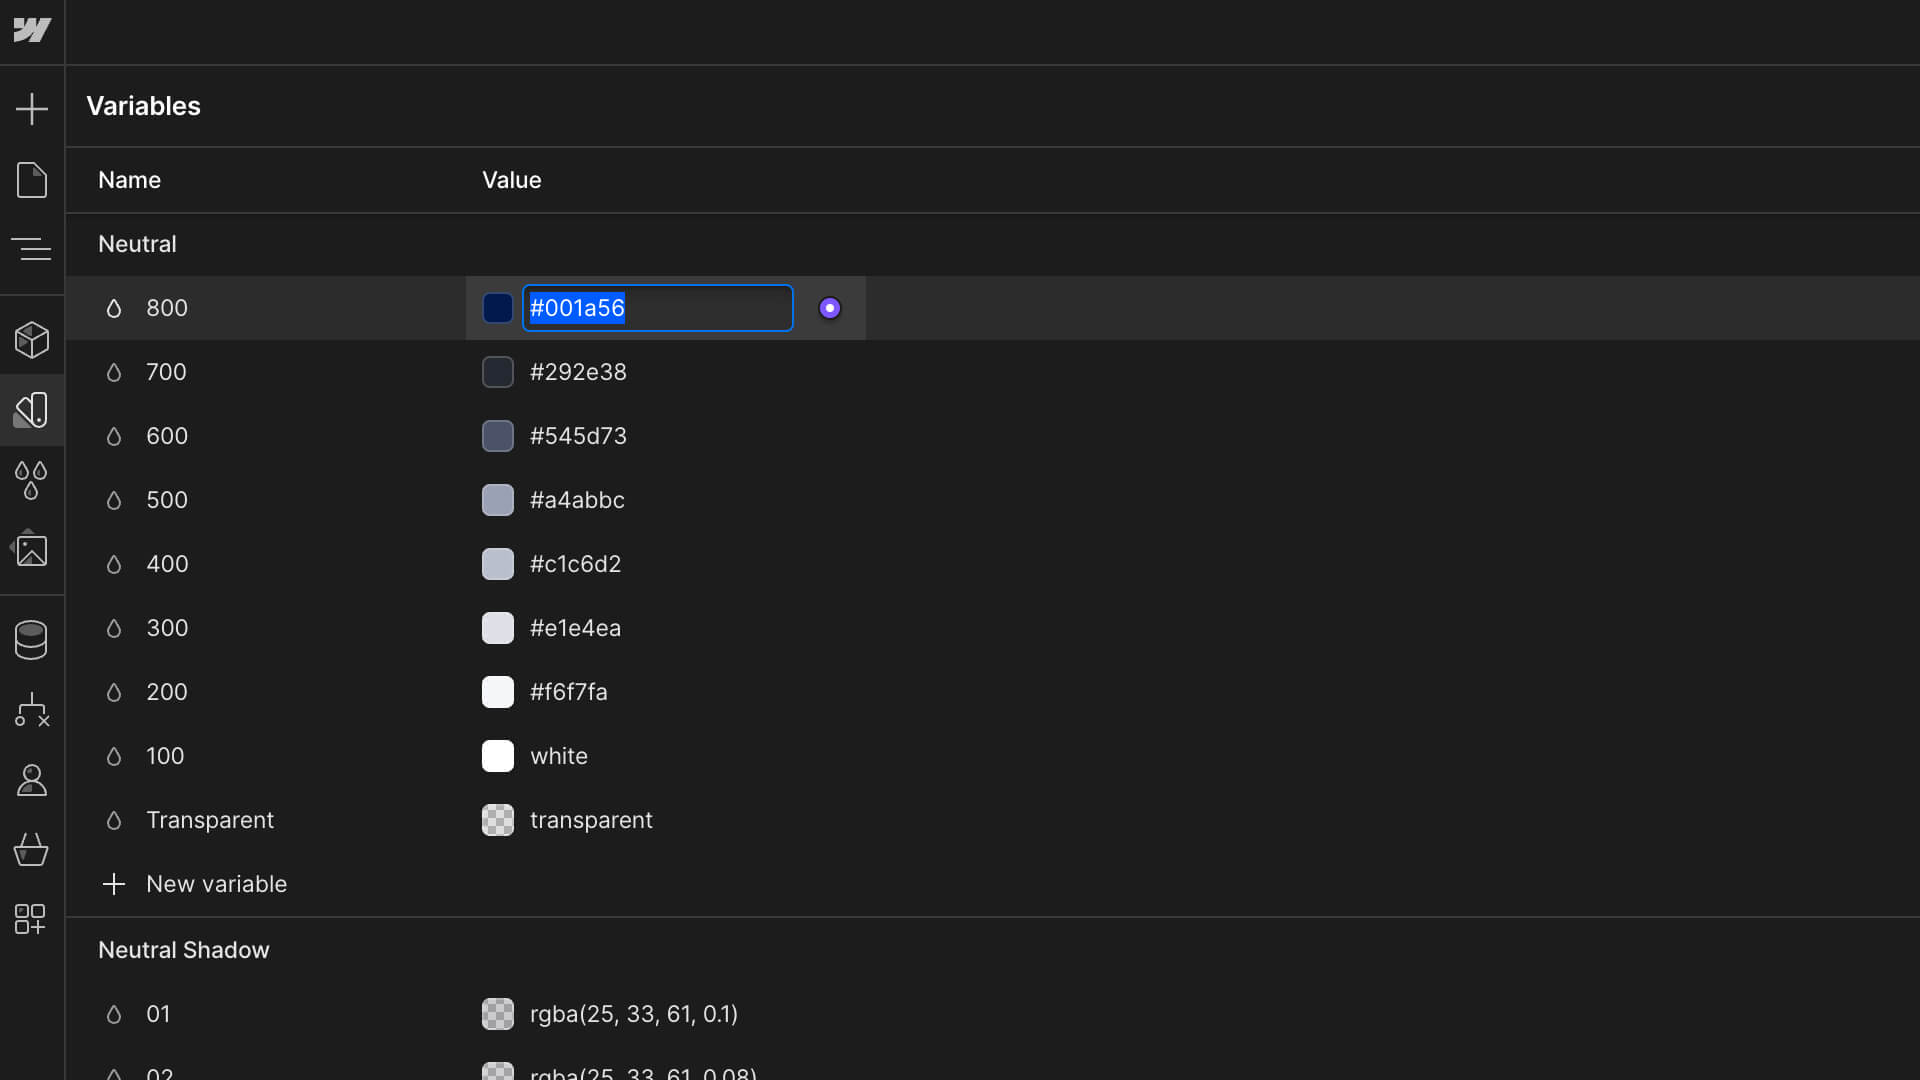 Variables
Name Value
Neutral
800 #001a56
700 #292e38
600 #545d73
500 #a4abbc
400 #c1c6d2
300 #e1e4ea
200 #f6f7fa
100 white
Transparent transparent
New variable
Neutral Shadow
01 rgba(25, 33, 61, 0.1)
02 rgba(25, 33, 61, 0.08)